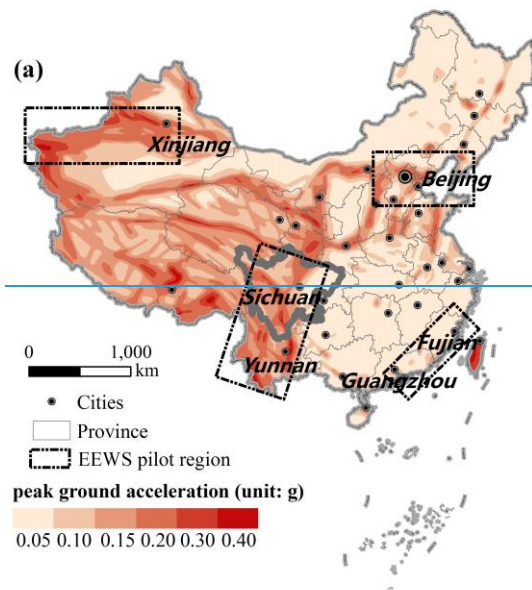 (a)
Xinjiang
Beijing
Sichuan
Fujian
Yunnan
Guangzhou
0 1,000
km
Cities
Province
EEWS pilot region
peak ground acceleration (unit: g)
0.05 0.10 0.15 0.20 0.30 0.40